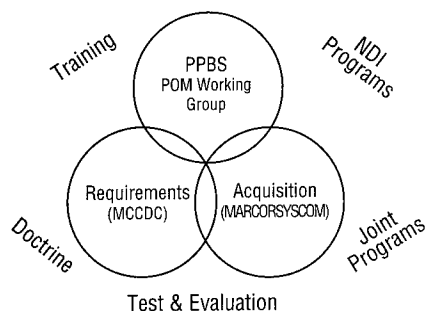 Training
NDI
Programs
PPBS
POM Working
Group
Requirements
(MCCDC)
Acquisition
(MARCORSYSCOM)
Doctrine
Joint
Programs
Test & Evaluation